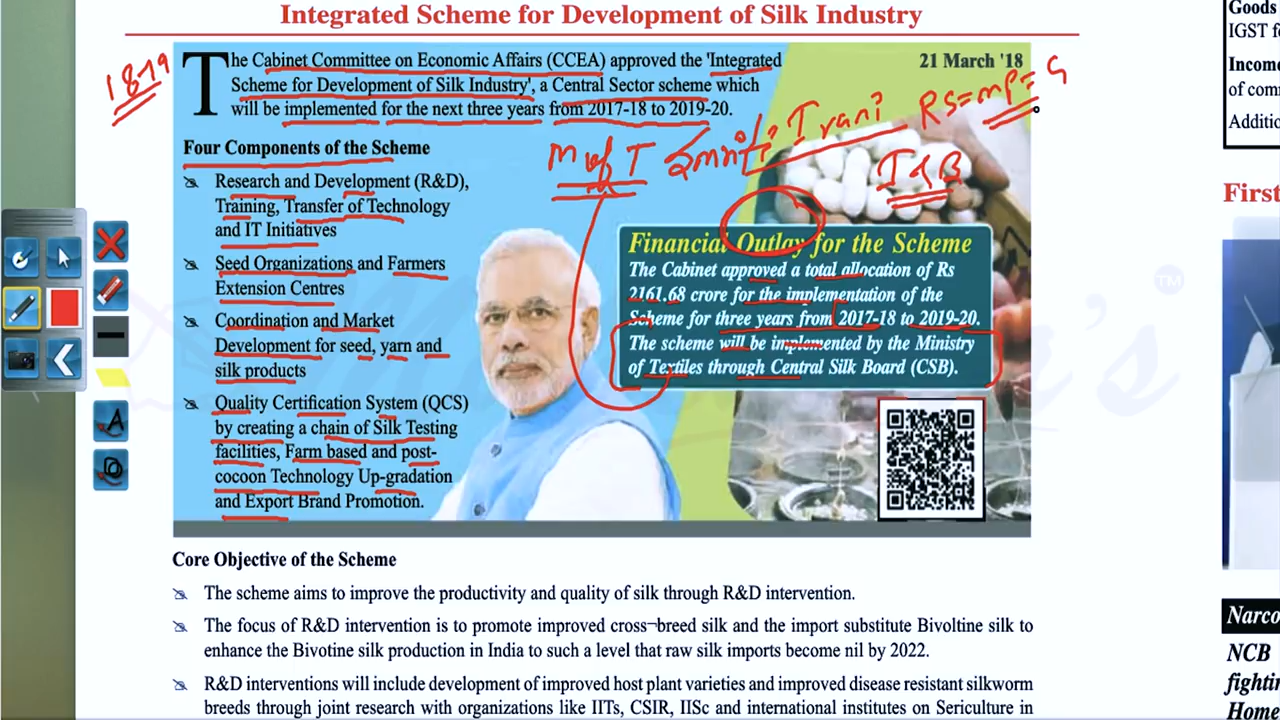 Integrated Scheme for Development of Silk Industry
The Cabinet Committee on Economic Affairs (CCEA) approved the 'Integrated
Scheme for Development of Silk Industry', a Central Sector scheme which
will be implemented for the next three years from 2017-18 to 2019-20.
21 March '18
18-19
Four Components of the Scheme
Research and Development (R&D),
Training, Transfer of Technology
and IT Initiatives
Seed Organizations and Farmers
Extension Centres
Coordination and Market
Development for seed, yarn and
silk products
Quality Certification System (QCS)
by creating a chain of Silk Testing
facilities, Farm based and post-
cocoon Technology Up-gradation
and Export Brand Promotion.
M of T
Irani
RS = MP = G
I & B
Financial Outlay for the Scheme
The Cabinet approved a total allocation of Rs
2161.68 crore for the implementation of the
Scheme for three years from 2017-18 to 2019-20.
The scheme will be implemented by the Ministry
of Textiles through Central Silk Board (CSB).
Core Objective of the Scheme
The scheme aims to improve the productivity and quality of silk through R&D intervention.
The focus of R&D intervention is to promote improved cross¬breed silk and the import substitute Bivoltine silk to
enhance the Bivotine silk production in India to such a level that raw silk imports become nil by 2022.
R&D interventions will include development of improved host plant varieties and improved disease resistant silkworm
breeds through joint research with organizations like IITs, CSIR, IISc and international institutes on Sericulture in
Goods
IGST
Income
of com
Additio
First
TM
Narco
NCB
fightin
Home